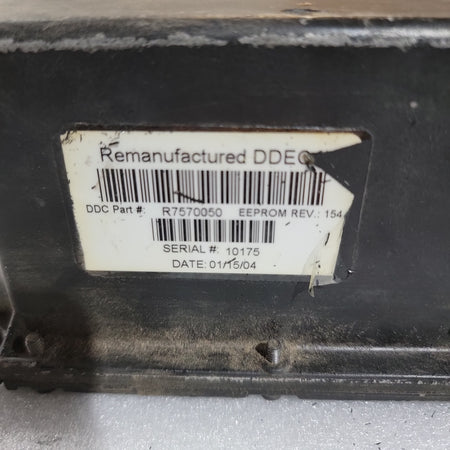 Remanufactured DDEC
DDC Part #: R7570050 EEPROM REV.: 154
SERIAL #: 10175
DATE: 01/15/04